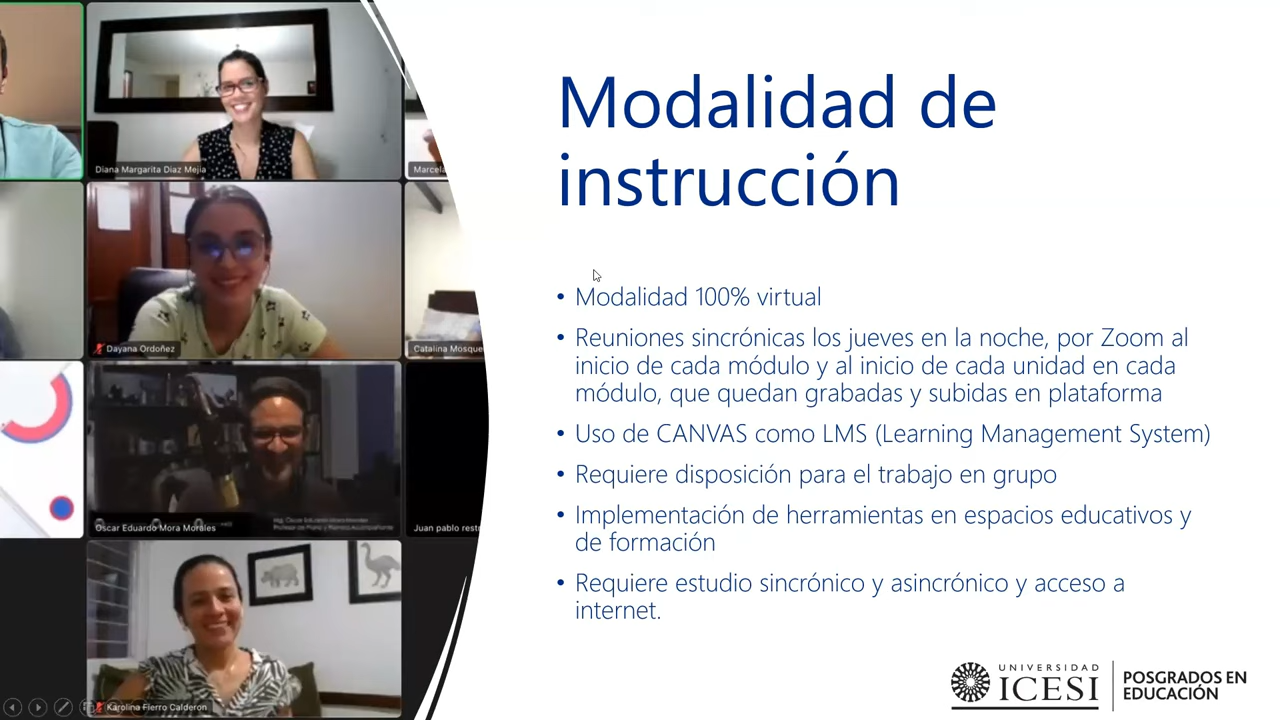 Diana Margarita Diaz Mejia
Marcela
Dayana Ordoñez
Catalina Mosque
Oscar Eduardo Mora Morales
Juan pablo rest
Karolina Fierro Calderon
Modalidad de
instrucción
• Modalidad 100% virtual
• Reuniones sincrónicas los jueves en la noche, por Zoom al
inicio de cada módulo y al inicio de cada unidad en cada
módulo, que quedan grabadas y subidas en plataforma
• Uso de CANVAS como LMS (Learning Management System)
• Requiere disposición para el trabajo en grupo
• Implementación de herramientas en espacios educativos y
de formación
• Requiere estudio sincrónico y asincrónico y acceso a
internet.
UNIVERSIDAD
ICESI
POSGRADOS EN
EDUCACIÓN